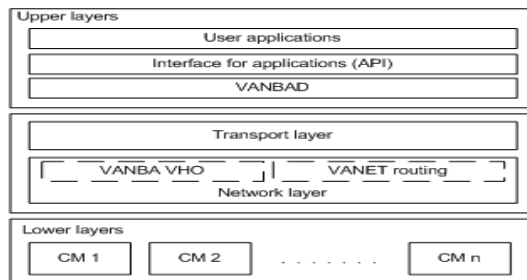 Upper layers
User applications
Interface for applications (API)
VANBAD
Transport layer
VANBA VHO VANET routing
Network layer
Lower layers
CM 1 CM 2 . . . . . . . CM n